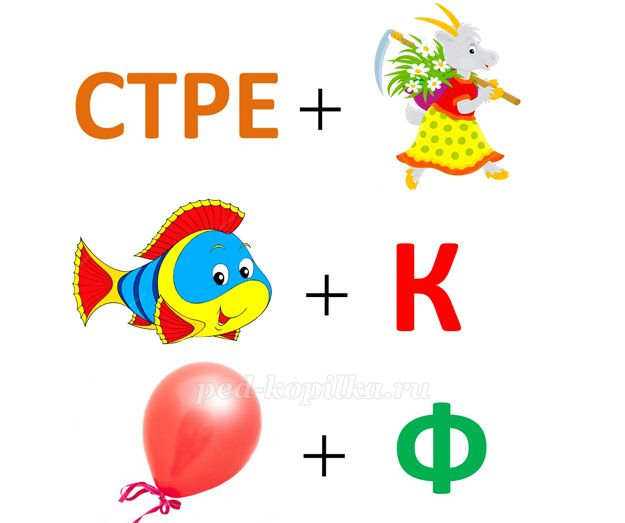 СТРЕ +
+ К
ped-kopilka.ru
+ Ф